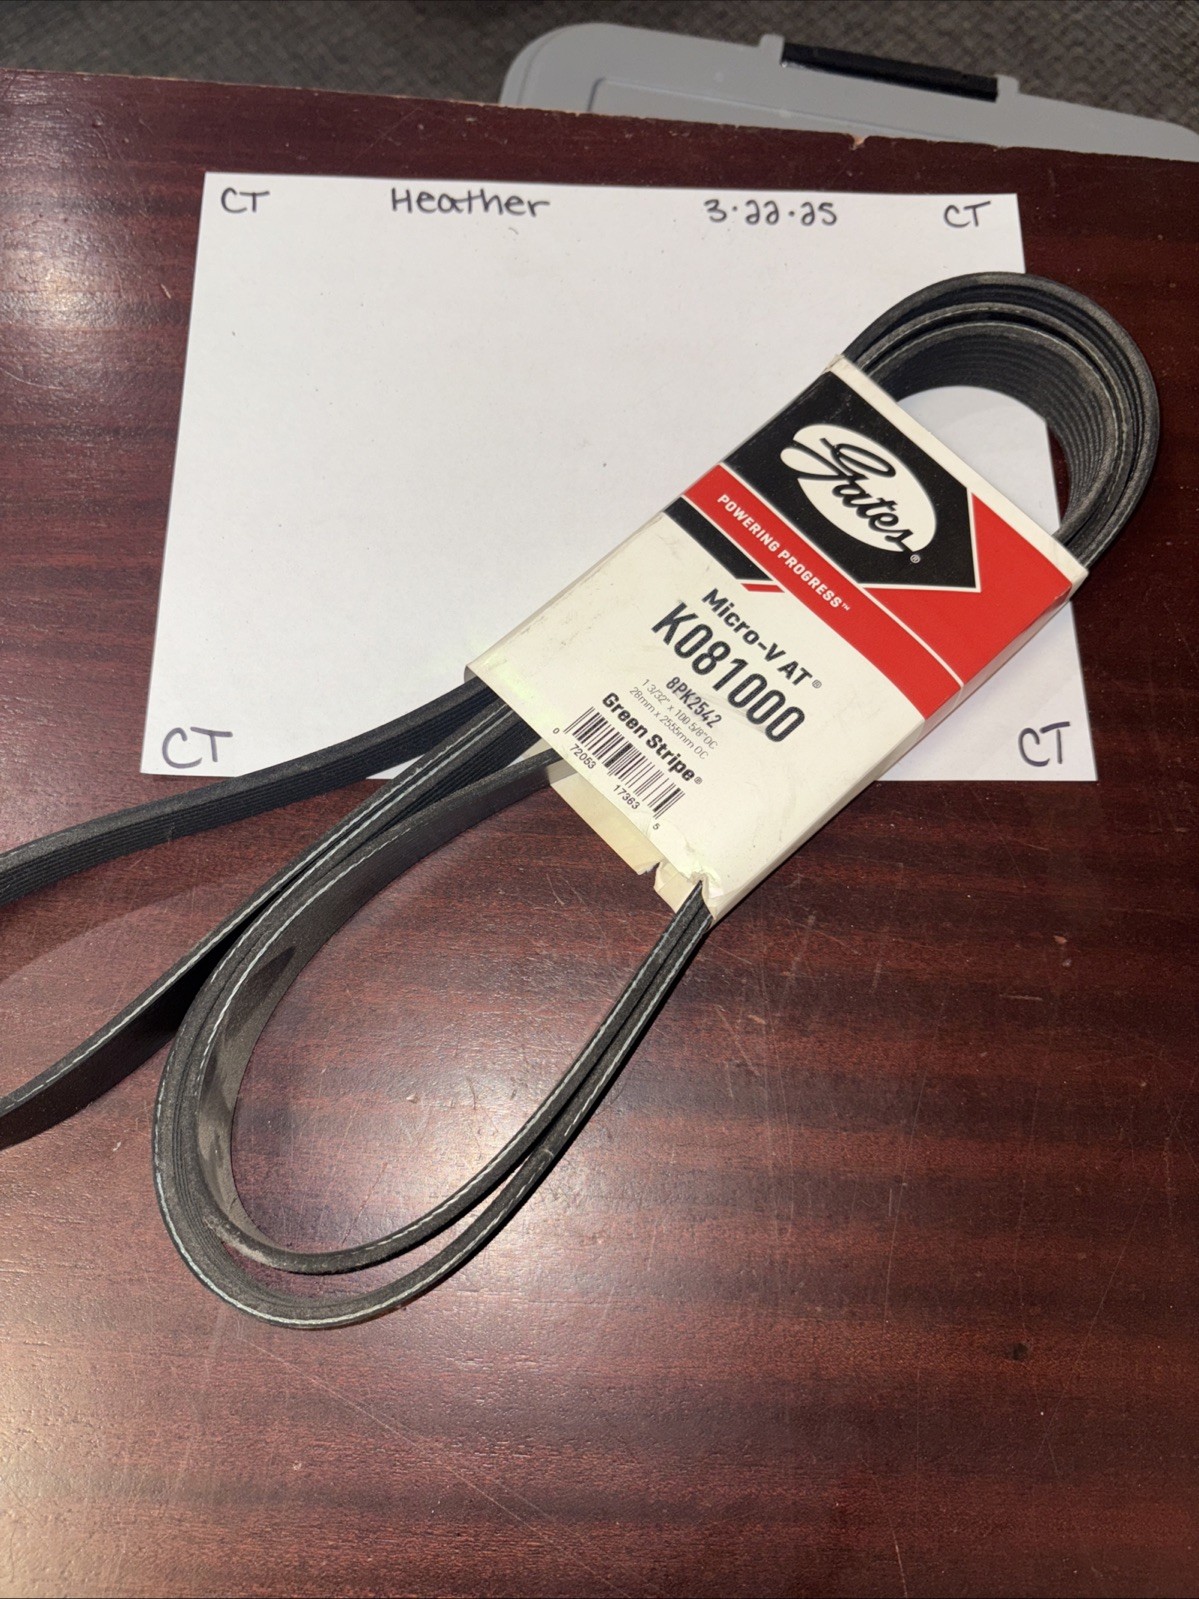 CT Heather 3·22·25 CT
Gates®
POWERING PROGRESS™
Micro-V AT®
K081000
8PK2542
1 3/32" x 100 5/8" OC
28mm x 2555mm OC
Green Stripe®
0 72053 17363 5
CT CT